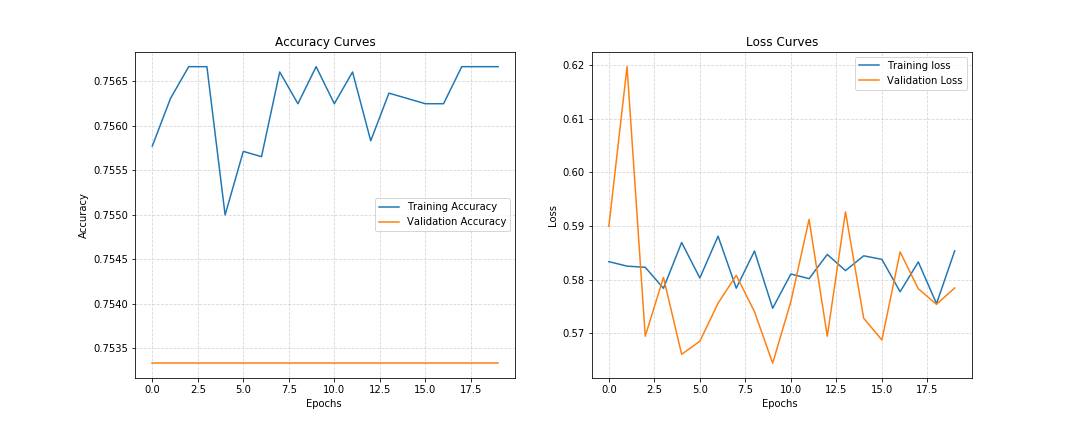 Accuracy Curves
0.7565
0.7560
0.7555
0.7550
0.7545
0.7540
0.7535
Accuracy
Training Accuracy
Validation Accuracy
0.0 2.5 5.0 7.5 10.0 12.5 15.0 17.5
Epochs
Loss Curves
0.62
0.61
0.60
0.59
0.58
0.57
Loss
Training loss
Validation Loss
0.0 2.5 5.0 7.5 10.0 12.5 15.0 17.5
Epochs